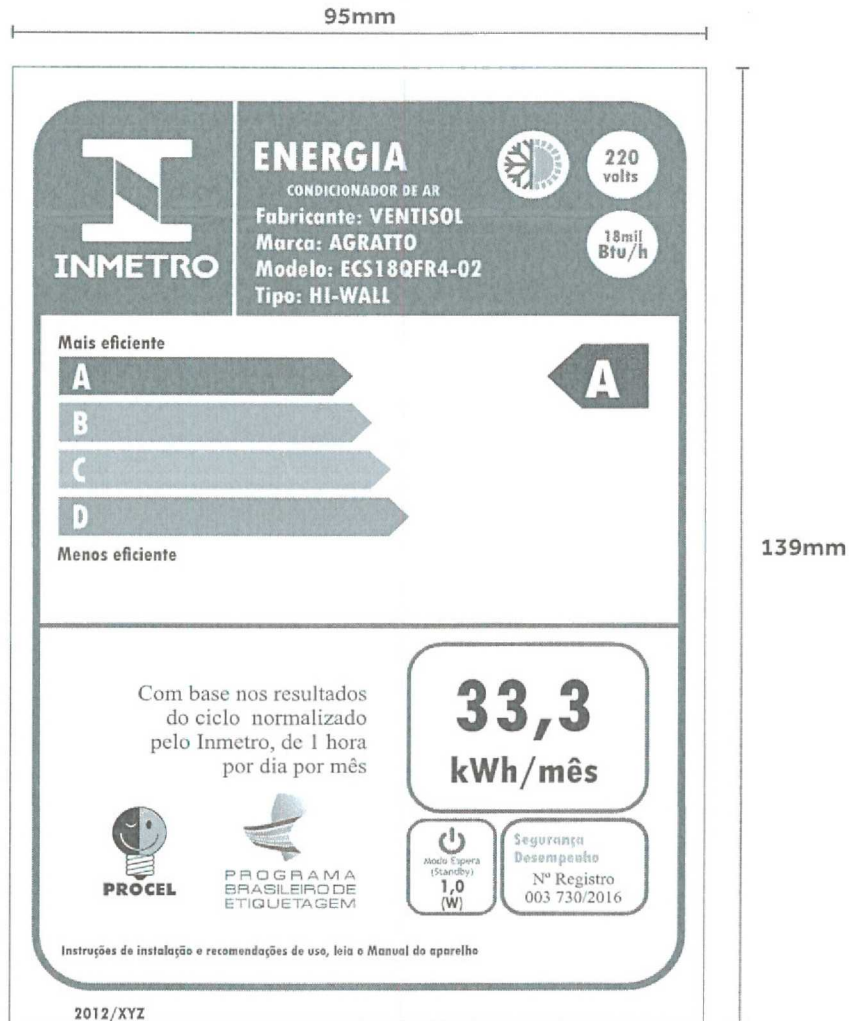 95mm
INMETRO
ENERGIA
CONDICIONADOR DE AR
Fabricante: VENTISOL
Marca: AGRATTO
Modelo: ECS18QFR4-02
Tipo: HI-WALL
220
volts
18mil
Btu/h
Mais eficiente
A
A
B
C
D
Menos eficiente
139mm
Com base nos resultados
do ciclo normalizado
pelo Inmetro, de 1 hora
por dia por mês
33,3
kWh/mês
PROCEL
PROGRAMA
BRASILEIRO DE
ETIQUETAGEM
Modo Espera
(Standby)
1,0
(W)
Segurança
Desempenho
Nº Registro
003 730/2016
Instruções de instalação e recomendações de uso, leia o Manual do aparelho
2012/XYZ